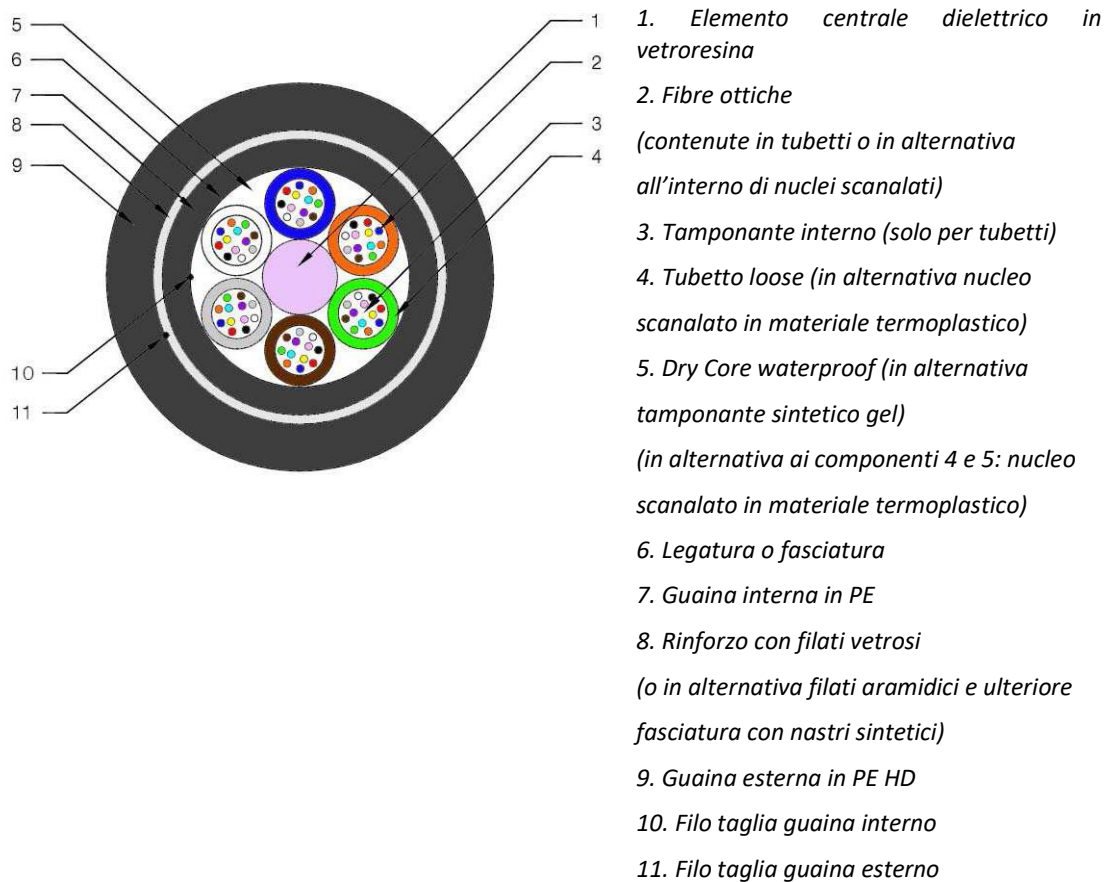 5
6
7
8
9
10
11
1
2
3
4
1. Elemento centrale dielettrico in
vetroresina
2. Fibre ottiche
(contenute in tubetti o in alternativa
all’interno di nuclei scanalati)
3. Tamponante interno (solo per tubetti)
4. Tubetto loose (in alternativa nucleo
scanalato in materiale termoplastico)
5. Dry Core waterproof (in alternativa
tamponante sintetico gel)
(in alternativa ai componenti 4 e 5: nucleo
scanalato in materiale termoplastico)
6. Legatura o fasciatura
7. Guaina interna in PE
8. Rinforzo con filati vetrosi
(o in alternativa filati aramidici e ulteriore
fasciatura con nastri sintetici)
9. Guaina esterna in PE HD
10. Filo taglia guaina interno
11. Filo taglia guaina esterno